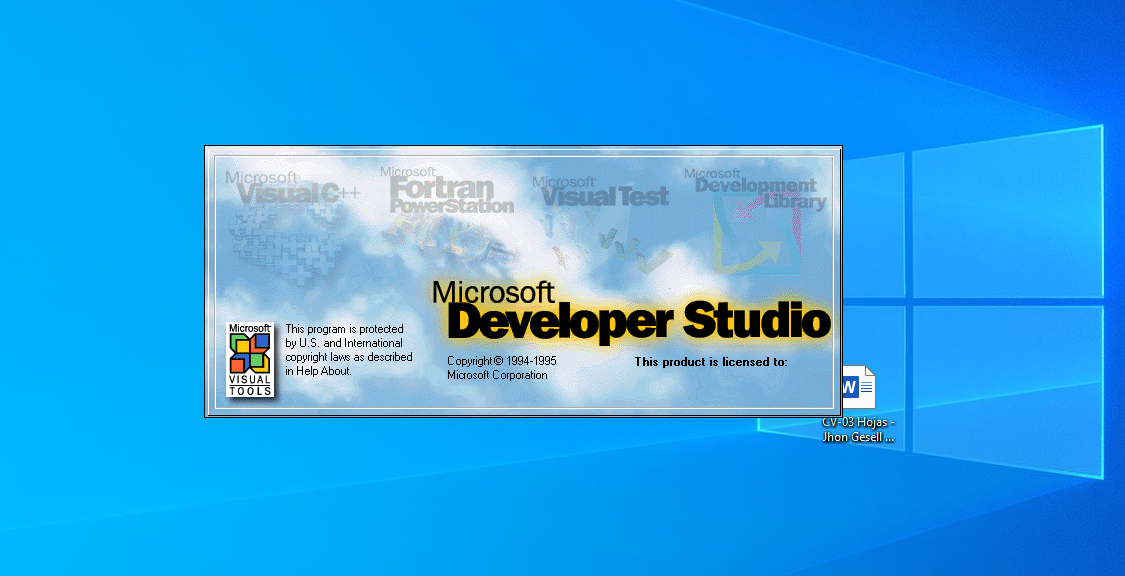 Microsoft
Visual C++
Microsoft
Fortran
PowerStation
Microsoft
Visual Test
Microsoft
Development
Library
Microsoft
Developer Studio
Microsoft
VISUAL
TOOLS
This program is protected
by U.S. and International
copyright laws as described
in Help About.
Copyright© 1994-1995
Microsoft Corporation
This product is licensed to:
W
CV-03 Hojas -
Jhon Gesell ...